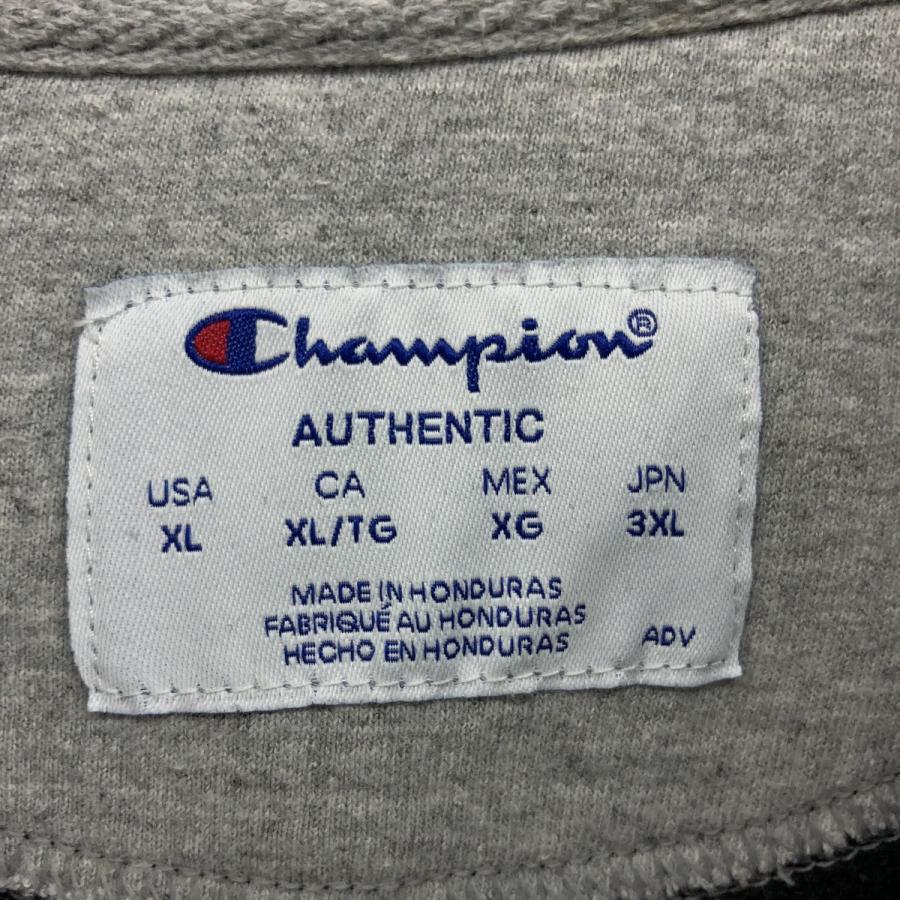 Champion®
AUTHENTIC
USA CA MEX JPN
XL XL/TG XG 3XL
MADE IN HONDURAS
FABRIQUÉ AU HONDURAS
HECHO EN HONDURAS ADV